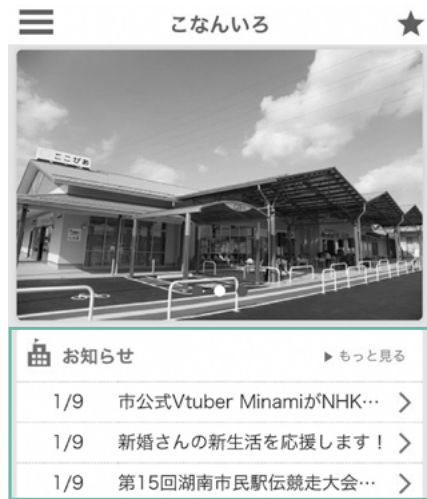 こなんいろ
ここぴあ
お知らせ
▶ もっと見る
1/9 市公式Vtuber MinamiがNHK…
1/9 新婚さんの新生活を応援します！
1/9 第15回湖南市民駅伝競走大会…